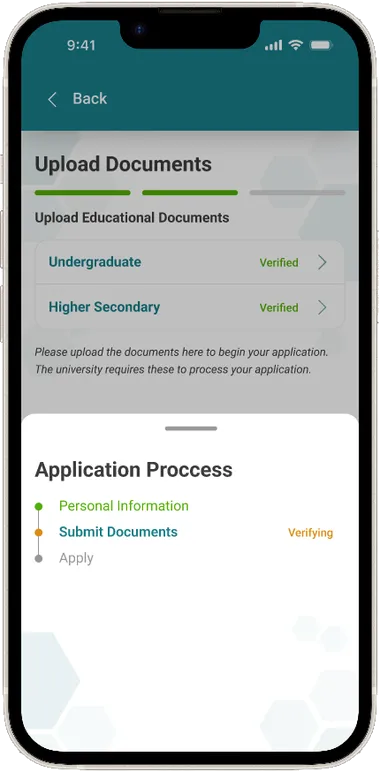 9:41
Back
Upload Documents
Upload Educational Documents
Undergraduate Verified
Higher Secondary Verified
Please upload the documents here to begin your application.
The university requires these to process your application.
Application Proccess
Personal Information
Submit Documents Verifying
Apply